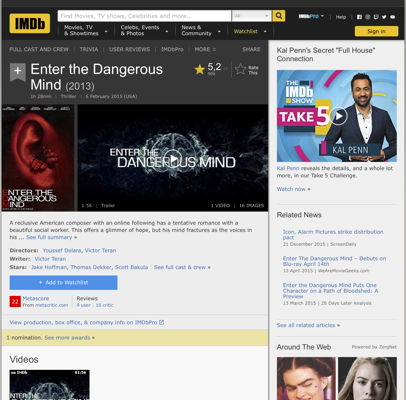 IMDb
Find Movies, TV shows, Celebrities and more...
All
IMDbPro
Help
Movies, TV
& Showtimes
Celebs, Events
& Photos
News &
Community
Watchlist
Sign in
FULL CAST AND CREW | TRIVIA | USER REVIEWS | IMDbPro | MORE
SHARE
Enter the Dangerous
Mind (2013)
5,2
Rate
This
1h 28min | Thriller | 6 February 2015 (USA)
ENTER THE
DANGEROUS
MIND
ENTER THE
DANGEROUS MIND
1:56 | Trailer
1 VIDEO | 16 IMAGES
A reclusive American composer with an online following has a tentative romance with a
beautiful social worker. This offers a glimmer of hope, but his mind fractures as the voices in
his ... See full summary »
Directors: Youssef Delara, Victor Teran
Writer: Victor Teran
Stars: Jake Hoffman, Thomas Dekker, Scott Bakula | See full cast & crew »
+ Add to Watchlist
22
Metascore
From metacritic.com
Reviews
9 user | 16 critic
View production, box office, & company info on IMDbPro
1 nomination. See more awards »
Videos
01:56
Kal Penn's Secret "Full House"
Connection
THE
IMDb
SHOW
TAKE
5
KAL PENN
Kal Penn reveals the details, and a whole lot
more, in our Take 5 Challenge.
Watch now »
Related News
Icon, Alarm Pictures strike distribution
pact
21 December 2015 | ScreenDaily
Enter The Dangerous Mind – Debuts on
Blu-ray April 14th
13 April 2015 | WeAreMovieGeeks.com
Enter the Dangerous Mind Puts One
Character on a Path of Bloodshed: A
Preview
13 March 2015 | 28 Days Later Analysis
See all related articles »
Around The Web
Powered by ZergNet